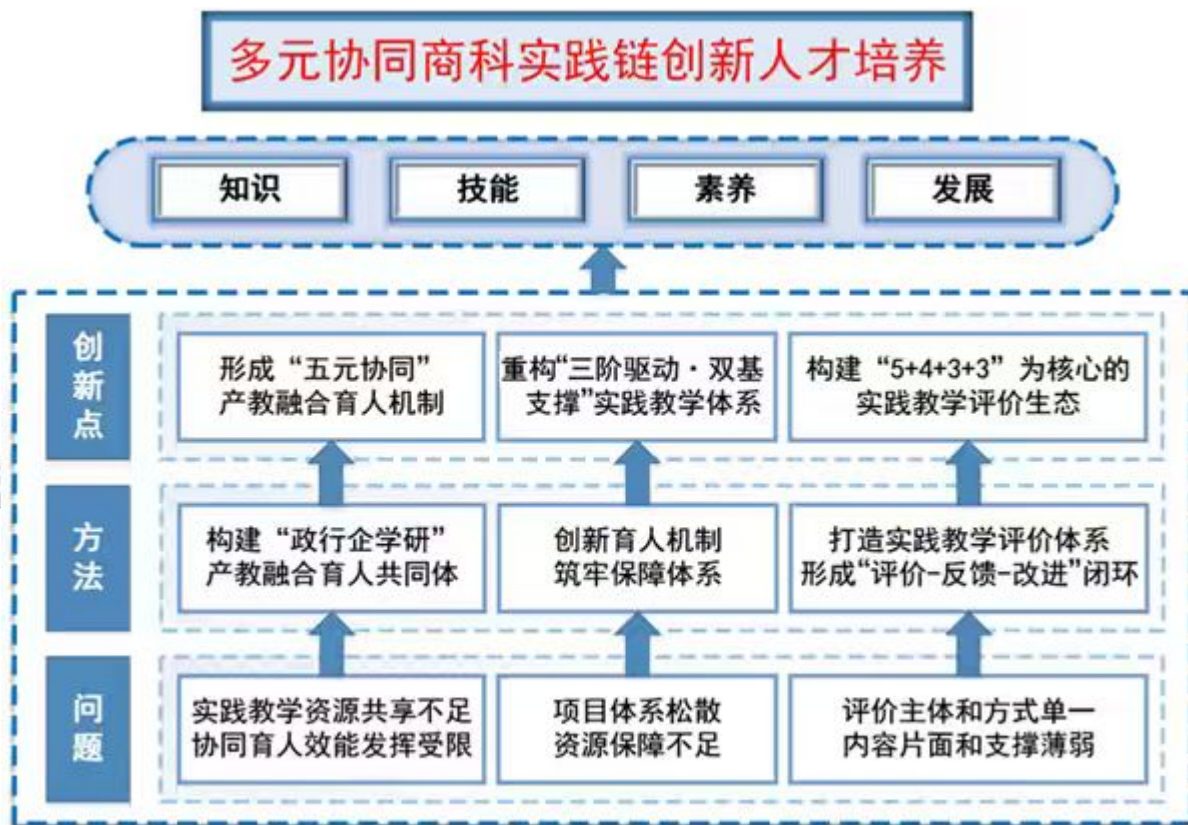 多元协同商科实践链创新人才培养
知识
技能
素养
发展
创新点
形成“五元协同”
产教融合育人机制
重构“三阶驱动·双基
支撑”实践教学体系
构建“5+4+3+3”为核心的
实践教学评价生态
方法
构建“政行企学研”
产教融合育人共同体
创新育人机制
筑牢保障体系
打造实践教学评价体系
形成“评价-反馈-改进”闭环
问题
实践教学资源共享不足
协同育人效能发挥受限
项目体系松散
资源保障不足
评价主体和方式单一
内容片面和支撑薄弱